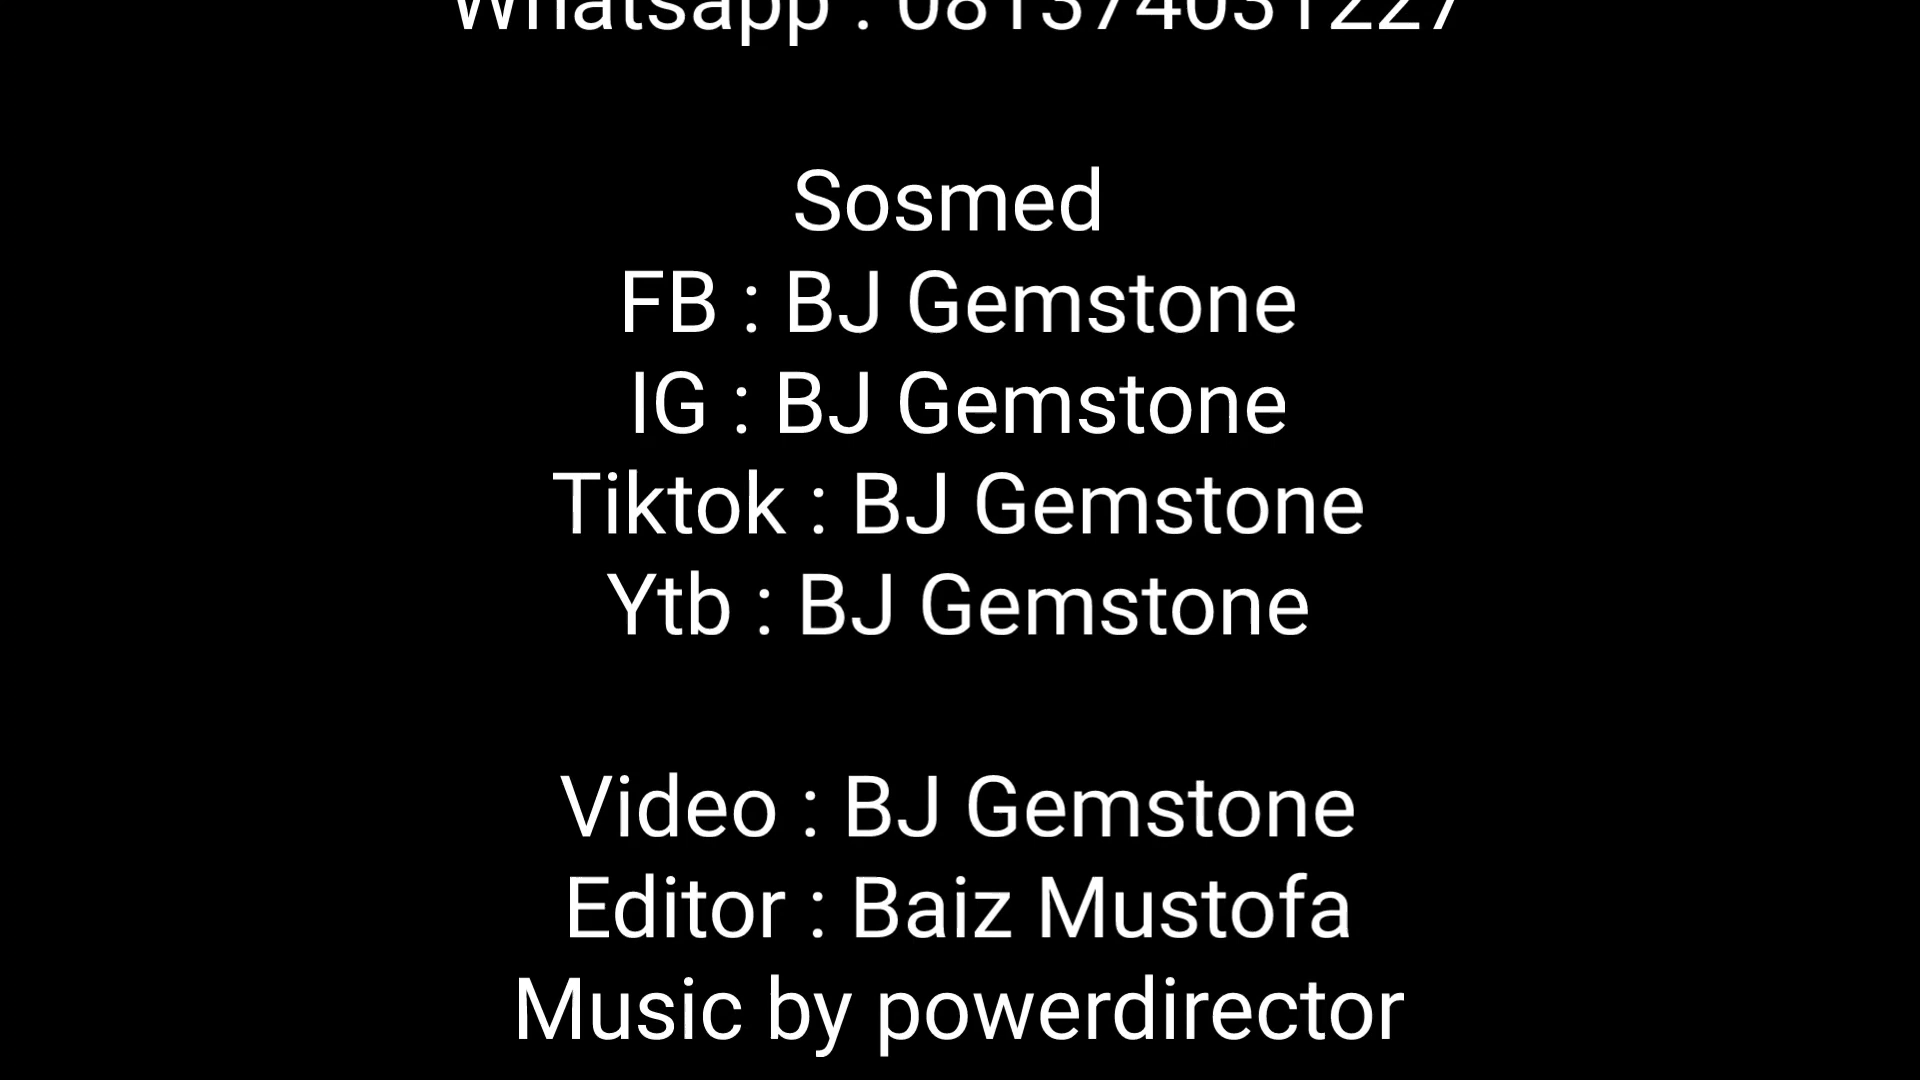 Whatsapp : 081374031227
Sosmed
FB : BJ Gemstone
IG : BJ Gemstone
Tiktok : BJ Gemstone
Ytb : BJ Gemstone
Video : BJ Gemstone
Editor : Baiz Mustofa
Music by powerdirector